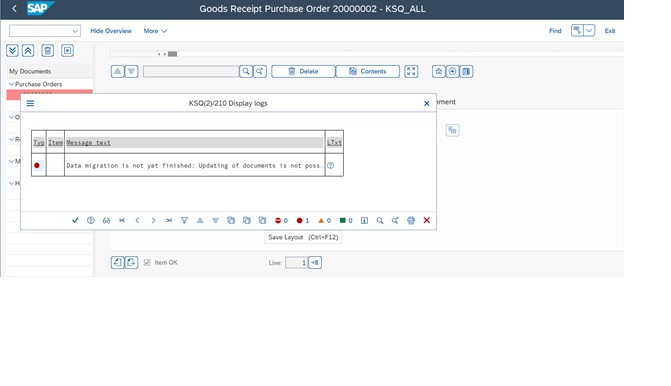 SAP
Goods Receipt Purchase Order 20000002 - KSQ_ALL
Hide Overview
More
Find
Exit
My Documents
Purchase Orders
Delete
Contents
KSQ(2)/210 Display logs
Typ Item Message text LTxt
Data migration is not yet finished: Updating of documents is not poss
0
1
0
0
Save Layout (Ctrl+F12)
Item OK
Line: 1